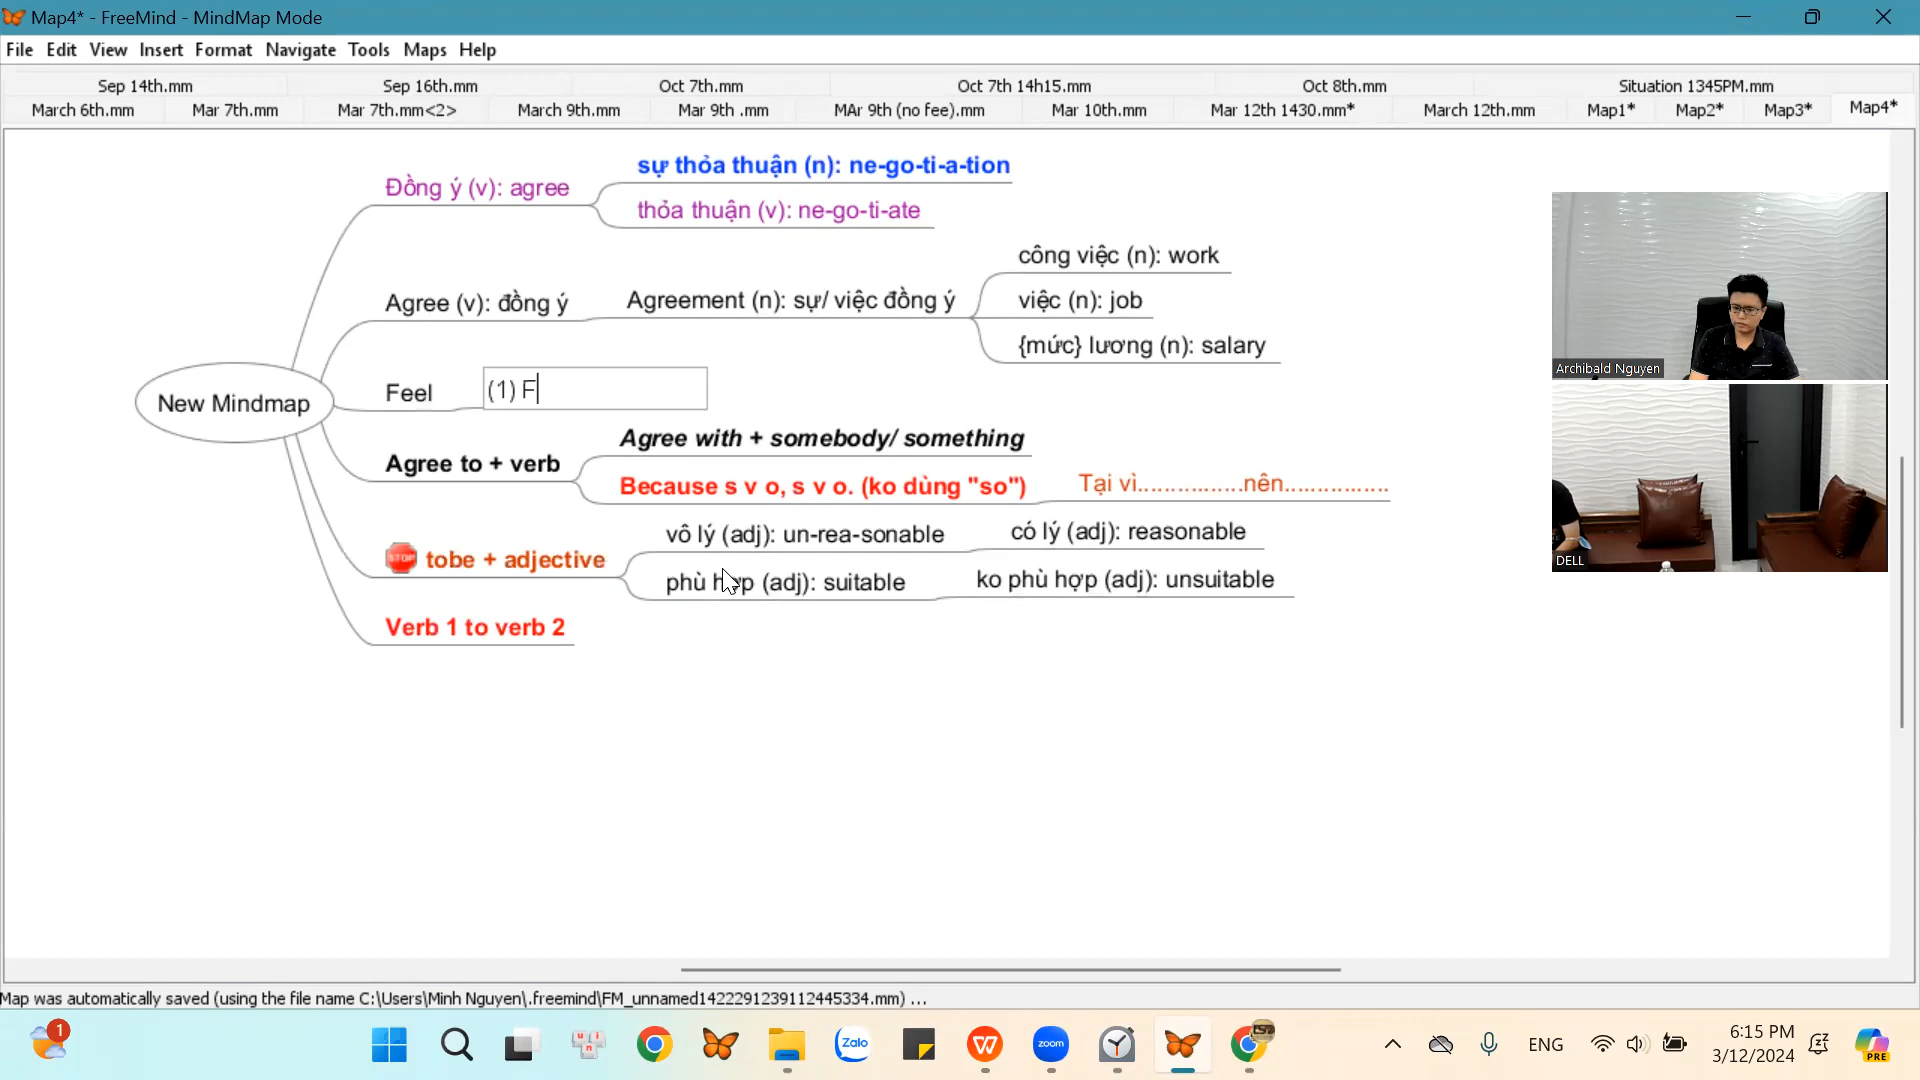 Map4* - FreeMind - MindMap Mode
File Edit View Insert Format Navigate Tools Maps Help
Sep 14th.mm Sep 16th.mm Oct 7th.mm Oct 7th 14h15.mm Oct 8th.mm Situation 1345PM.mm
March 6th.mm Mar 7th.mm Mar 7th.mm<2> March 9th.mm Mar 9th .mm MAr 9th (no fee).mm Mar 10th.mm Mar 12th 1430.mm* March 12th.mm Map1* Map2* Map3* Map4*
New Mindmap
Đồng ý (v): agree
sự thỏa thuận (n): ne-go-ti-a-tion
thỏa thuận (v): ne-go-ti-ate
Agree (v): đồng ý
Agreement (n): sự/ việc đồng ý
công việc (n): work
việc (n): job
{mức} lương (n): salary
Feel
(1) F
Agree to + verb
Agree with + somebody/ something
Because s v o, s v o. (ko dùng "so")
Tại vì................nên................
STOP
tobe + adjective
vô lý (adj): un-rea-sonable
có lý (adj): reasonable
phù hợp (adj): suitable
ko phù hợp (adj): unsuitable
Verb 1 to verb 2
Archibald Nguyen
DELL
Map was automatically saved (using the file name C:\Users\Minh Nguyen\.freemind\FM_unnamed1422291239112445334.mm) ...
1
Zalo
zoom
ENG
6:15 PM
3/12/2024
PRE